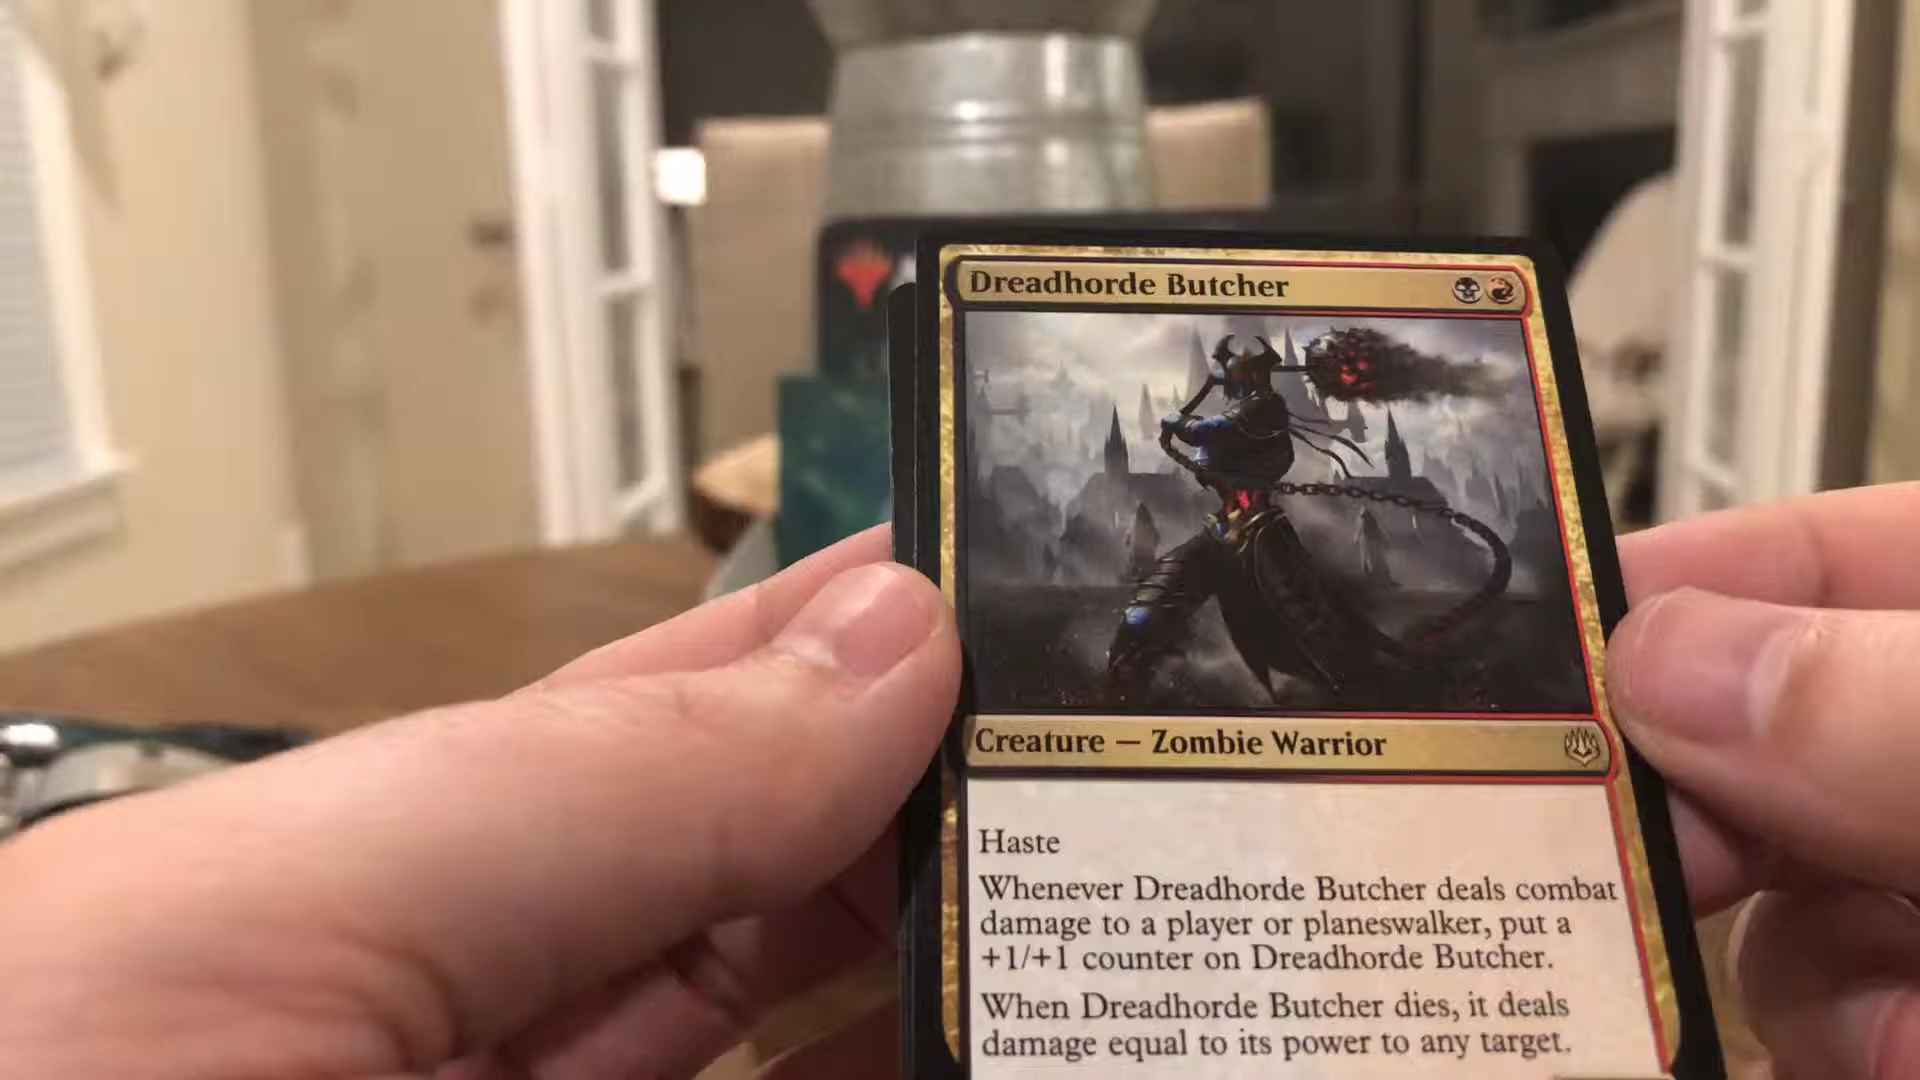 Dreadhorde Butcher
Creature — Zombie Warrior
Haste
Whenever Dreadhorde Butcher deals combat
damage to a player or planeswalker, put a
+1/+1 counter on Dreadhorde Butcher.
When Dreadhorde Butcher dies, it deals
damage equal to its power to any target.